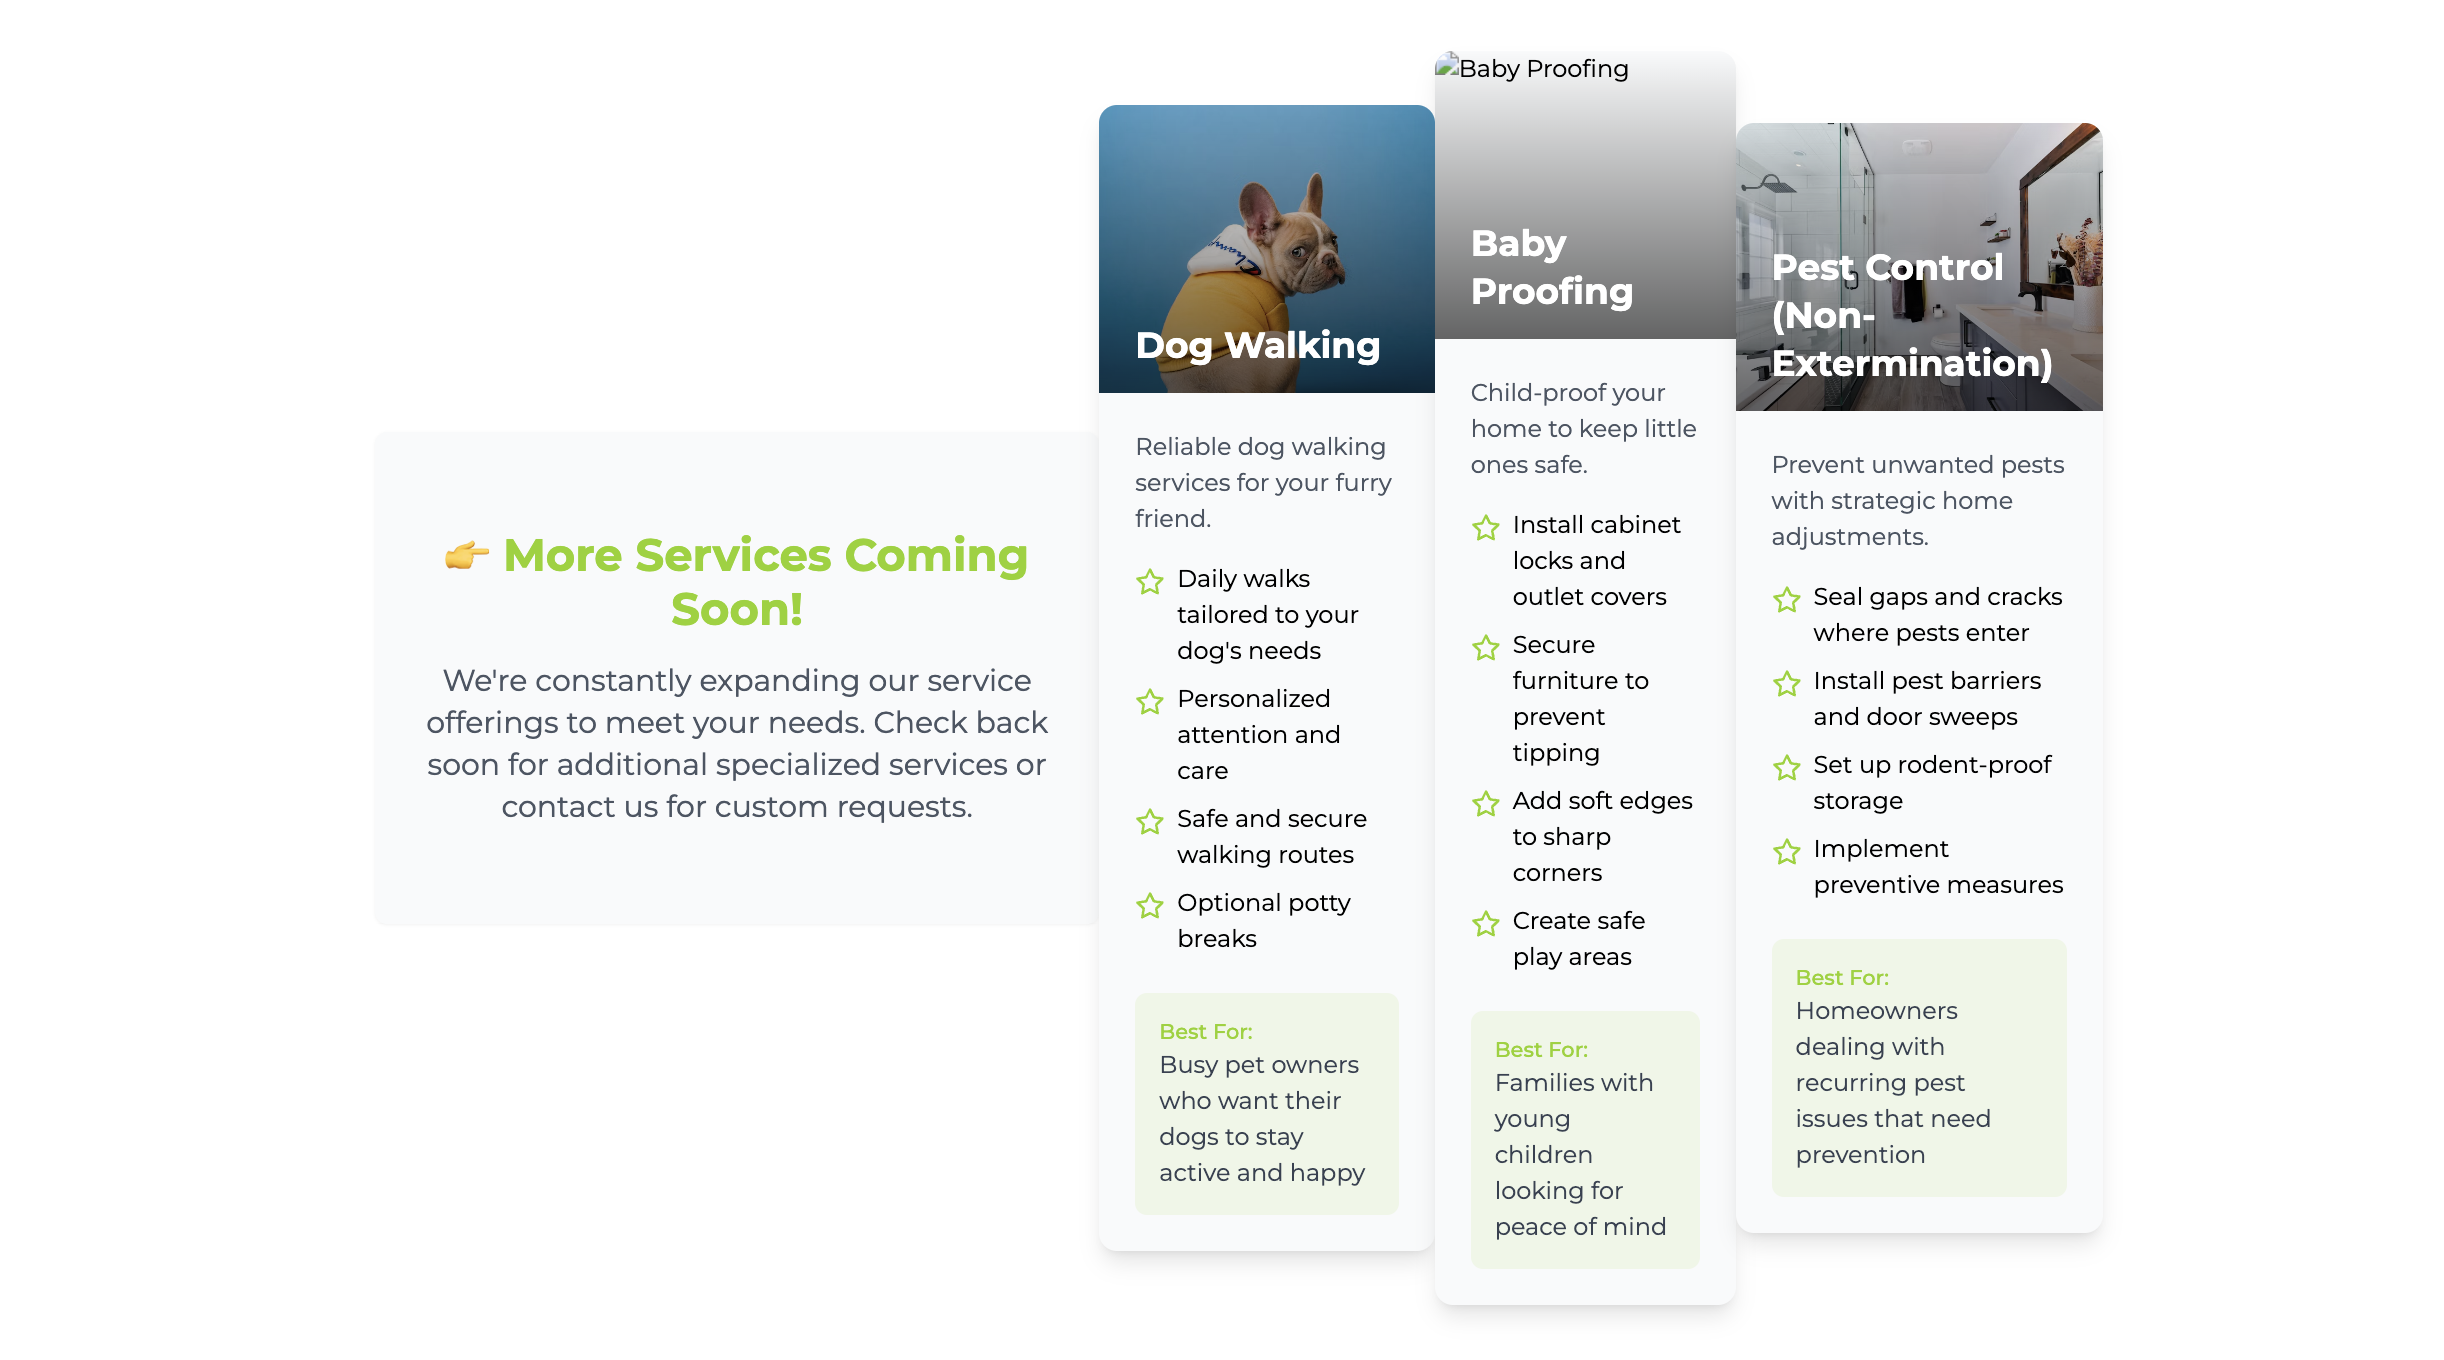 👉 More Services Coming
Soon!
We're constantly expanding our service
offerings to meet your needs. Check back
soon for additional specialized services or
contact us for custom requests.
Champ
Dog Walking
Reliable dog walking
services for your furry
friend.
Daily walks
tailored to your
dog's needs
Personalized
attention and
care
Safe and secure
walking routes
Optional potty
breaks
Best For:
Busy pet owners
who want their
dogs to stay
active and happy
Baby Proofing
Baby
Proofing
Child-proof your
home to keep little
ones safe.
Install cabinet
locks and
outlet covers
Secure
furniture to
prevent
tipping
Add soft edges
to sharp
corners
Create safe
play areas
Best For:
Families with
young
children
looking for
peace of mind
Pest Control
(Non-
Extermination)
Prevent unwanted pests
with strategic home
adjustments.
Seal gaps and cracks
where pests enter
Install pest barriers
and door sweeps
Set up rodent-proof
storage
Implement
preventive measures
Best For:
Homeowners
dealing with
recurring pest
issues that need
prevention